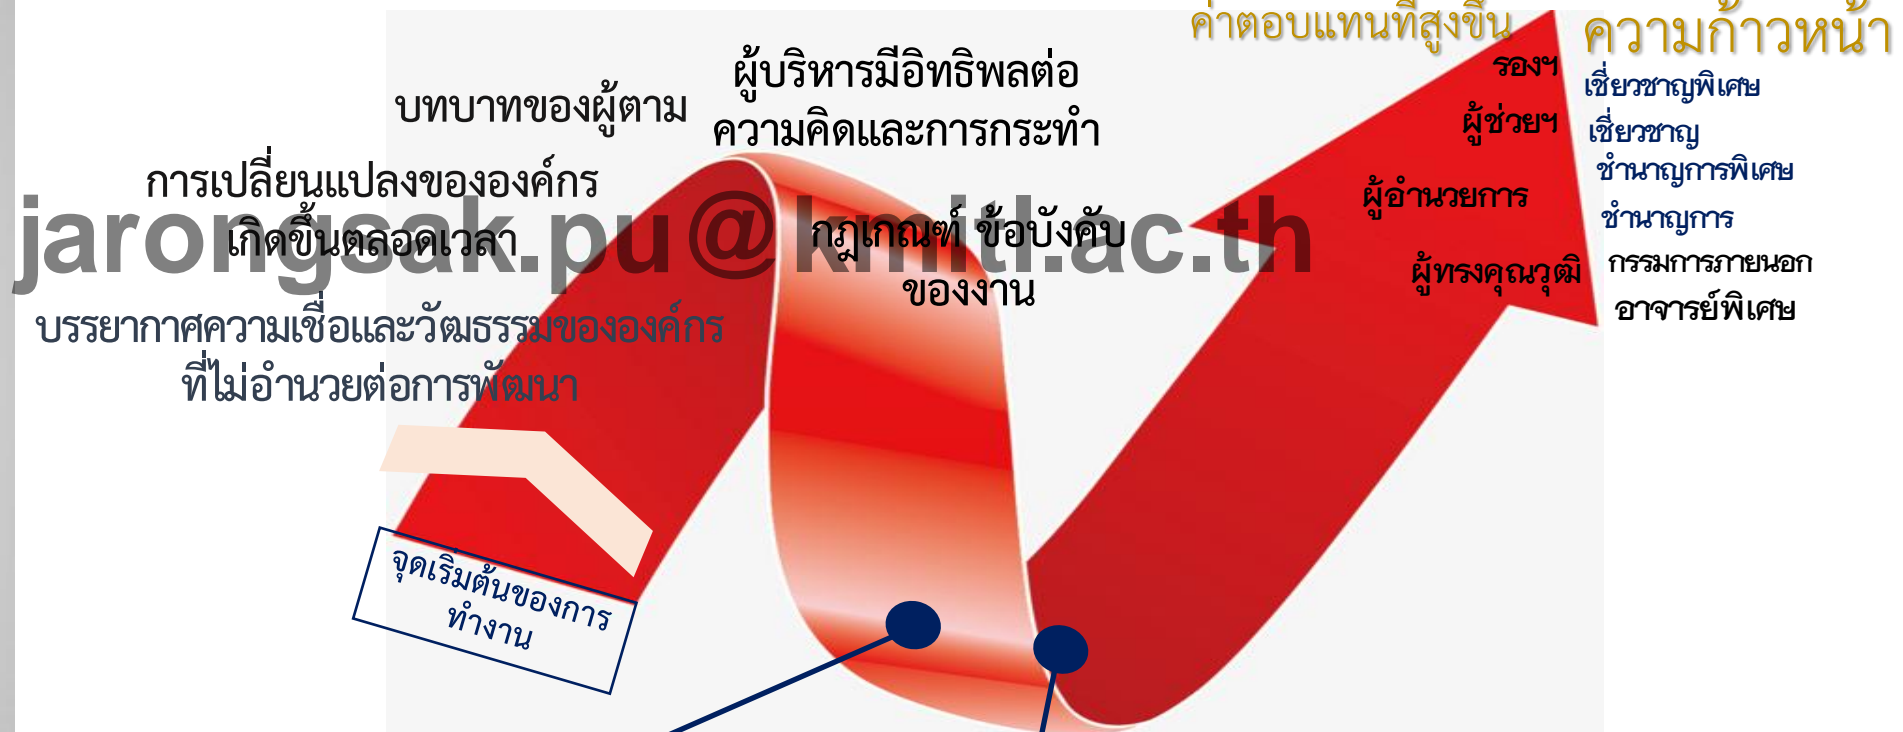 ค่าตอบแทนที่สูงขึ้น
ความก้าวหน้า
ผู้บริหารมีอิทธิพลต่อ
ความคิดและการกระทำ
บทบาทของผู้ตาม
การเปลี่ยนแปลงขององค์กร
เกิดขึ้นตลอดเวลา
jarongsak.pu@kmitl.ac.th
กฎเกณฑ์ ข้อบังคับ
ของงาน
บรรยากาศความเชื่อและวัฒธรรมขององค์กร
ที่ไม่อำนวยต่อการพัฒนา
จุดเริ่มต้นของการ
ทำงาน
รองฯ
ผู้ช่วยฯ
ผู้อำนวยการ
ผู้ทรงคุณวุฒิ
เชี่ยวชาญพิเศษ
เชี่ยวชาญ
ชำนาญการพิเศษ
ชำนาญการ
กรรมการภายนอก
อาจารย์พิเศษ